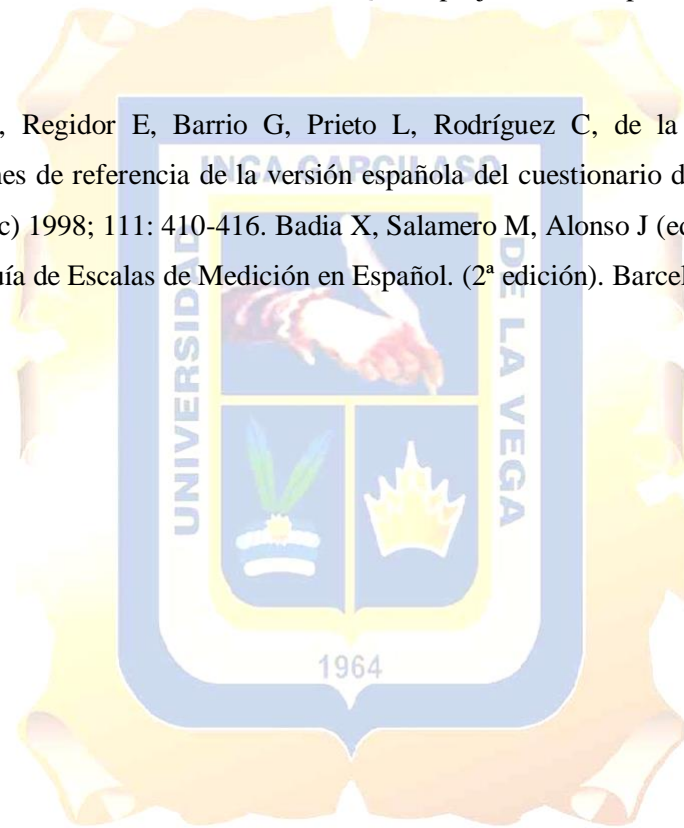 , Regidor E, Barrio G, Prieto L, Rodríguez C, de la
nes de referencia de la versión española del cuestionario d
c) 1998; 111: 410-416. Badia X, Salamero M, Alonso J (ec
uía de Escalas de Medición en Español. (2ª edición). Barcel
UNIVERSIDAD
INCA GARCILASO
DE LA VEGA
1964